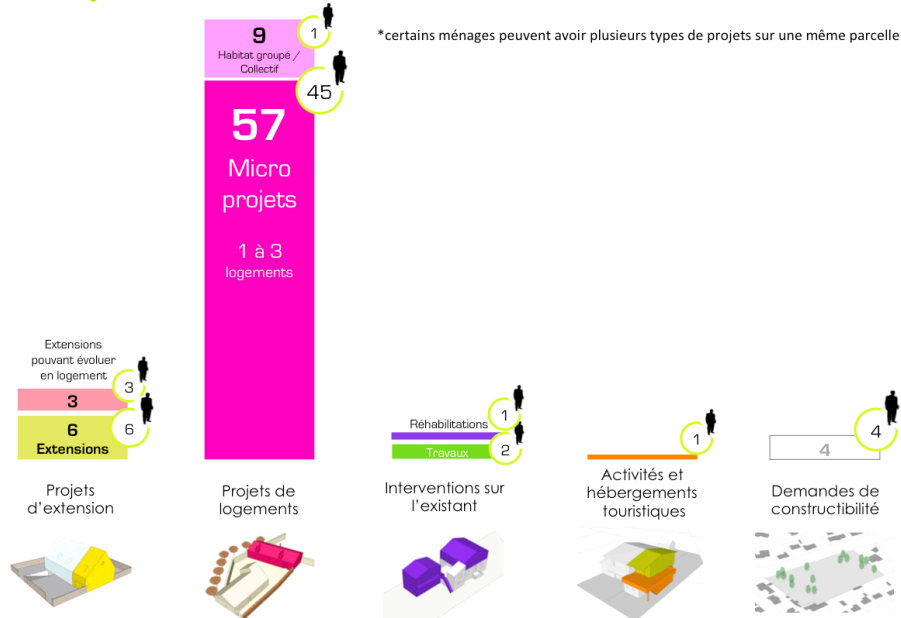 *certains ménages peuvent avoir plusieurs types de projets sur une même parcelle
9
Habitat groupé /
Collectif
1
45
57
Micro
projets
1 à 3
logements
Projets de
logements
Extensions
pouvant évoluer
en logement
3
3
6
Extensions
6
Projets
d'extension
Réhabilitations
1
Travaux
2
Interventions sur
l'existant
1
Activités et
hébergements
touristiques
4
4
Demandes de
constructibilité